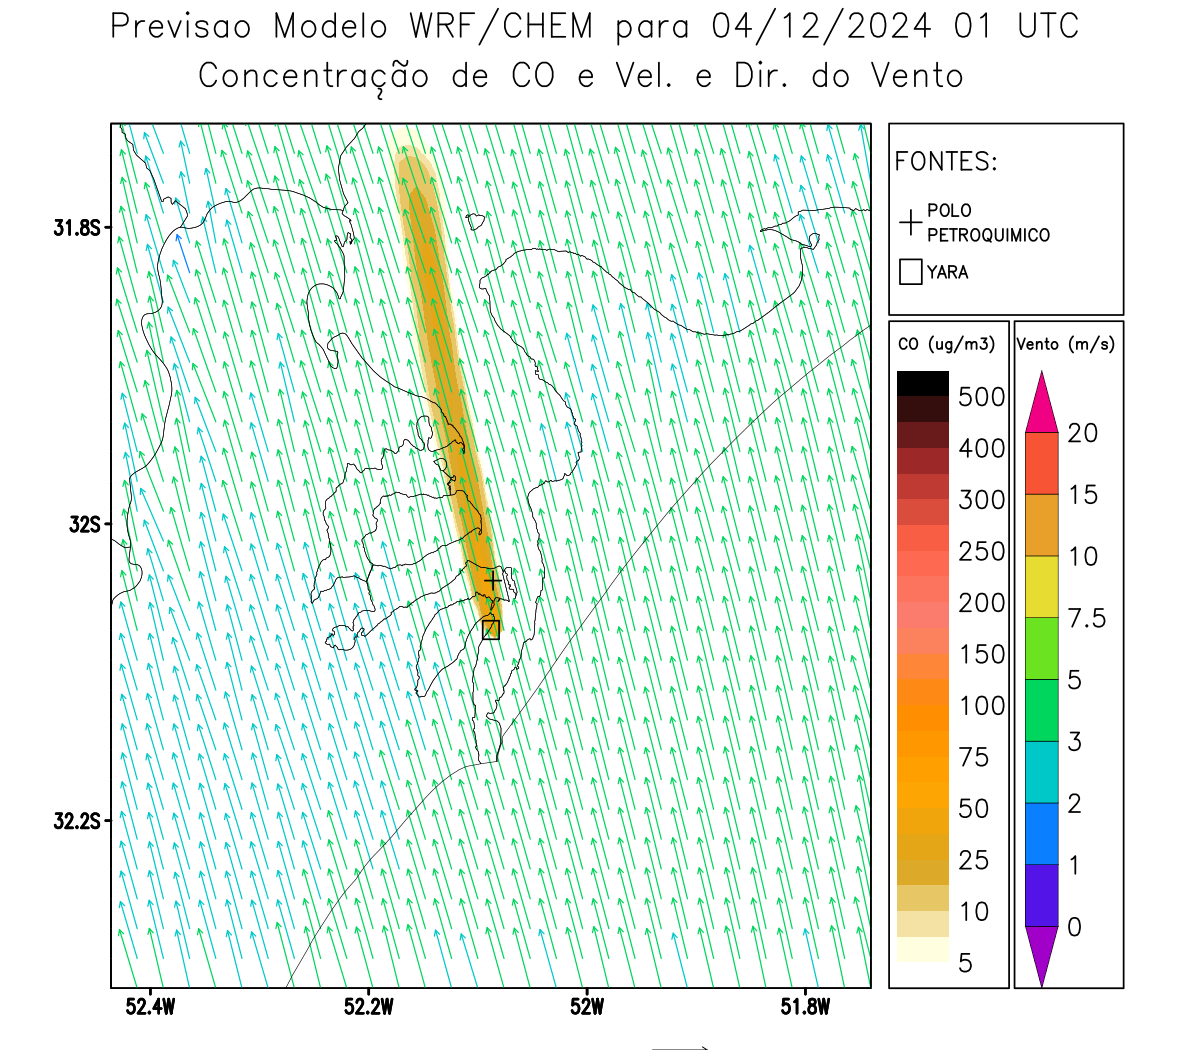 Previsao Modelo WRF/CHEM para 04/12/2024 01 UTC
Concentração de CO e Vel. e Dir. do Vento
FONTES:
POLO
PETROQUIMICO
YARA
CO (ug/m3)
500
400
300
250
200
150
100
75
50
25
10
5
Vento (m/s)
20
15
10
7.5
5
3
2
1
0
31.8S
32S
32.2S
52.4W
52.2W
52W
51.8W